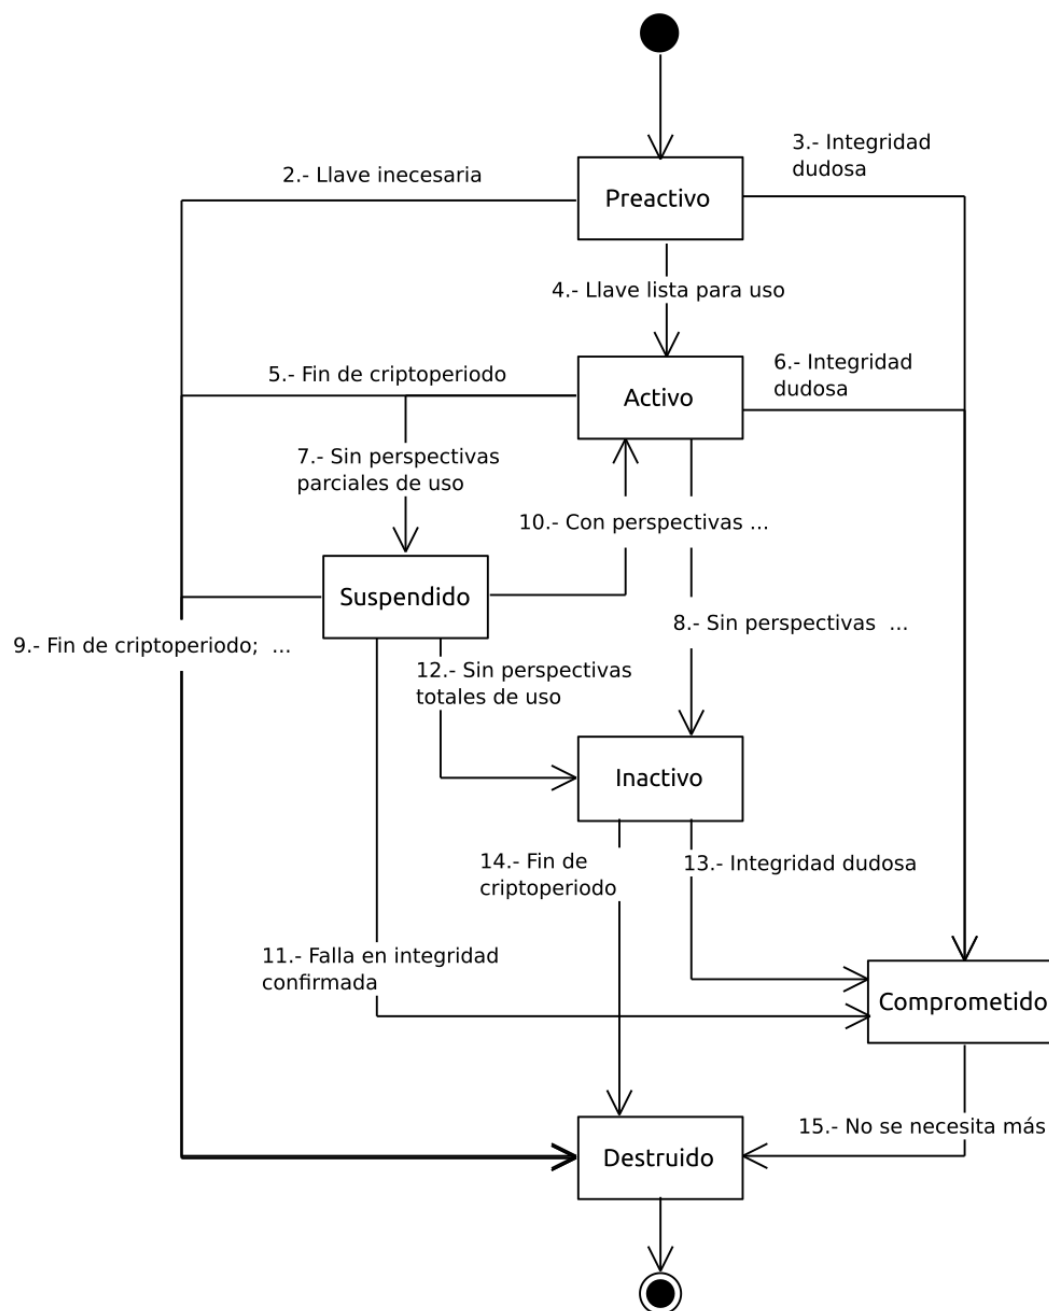 3.- Integridad
dudosa
2.- Llave inecesaria
Preactivo
4.- Llave lista para uso
6.- Integridad
dudosa
5.- Fin de criptoperiodo
Activo
7.- Sin perspectivas
parciales de uso
10.- Con perspectivas ...
Suspendido
8.- Sin perspectivas ...
9.- Fin de criptoperiodo; ...
12.- Sin perspectivas
totales de uso
Inactivo
14.- Fin de
criptoperiodo
13.- Integridad dudosa
11.- Falla en integridad
confirmada
Comprometido
15.- No se necesita más
Destruido